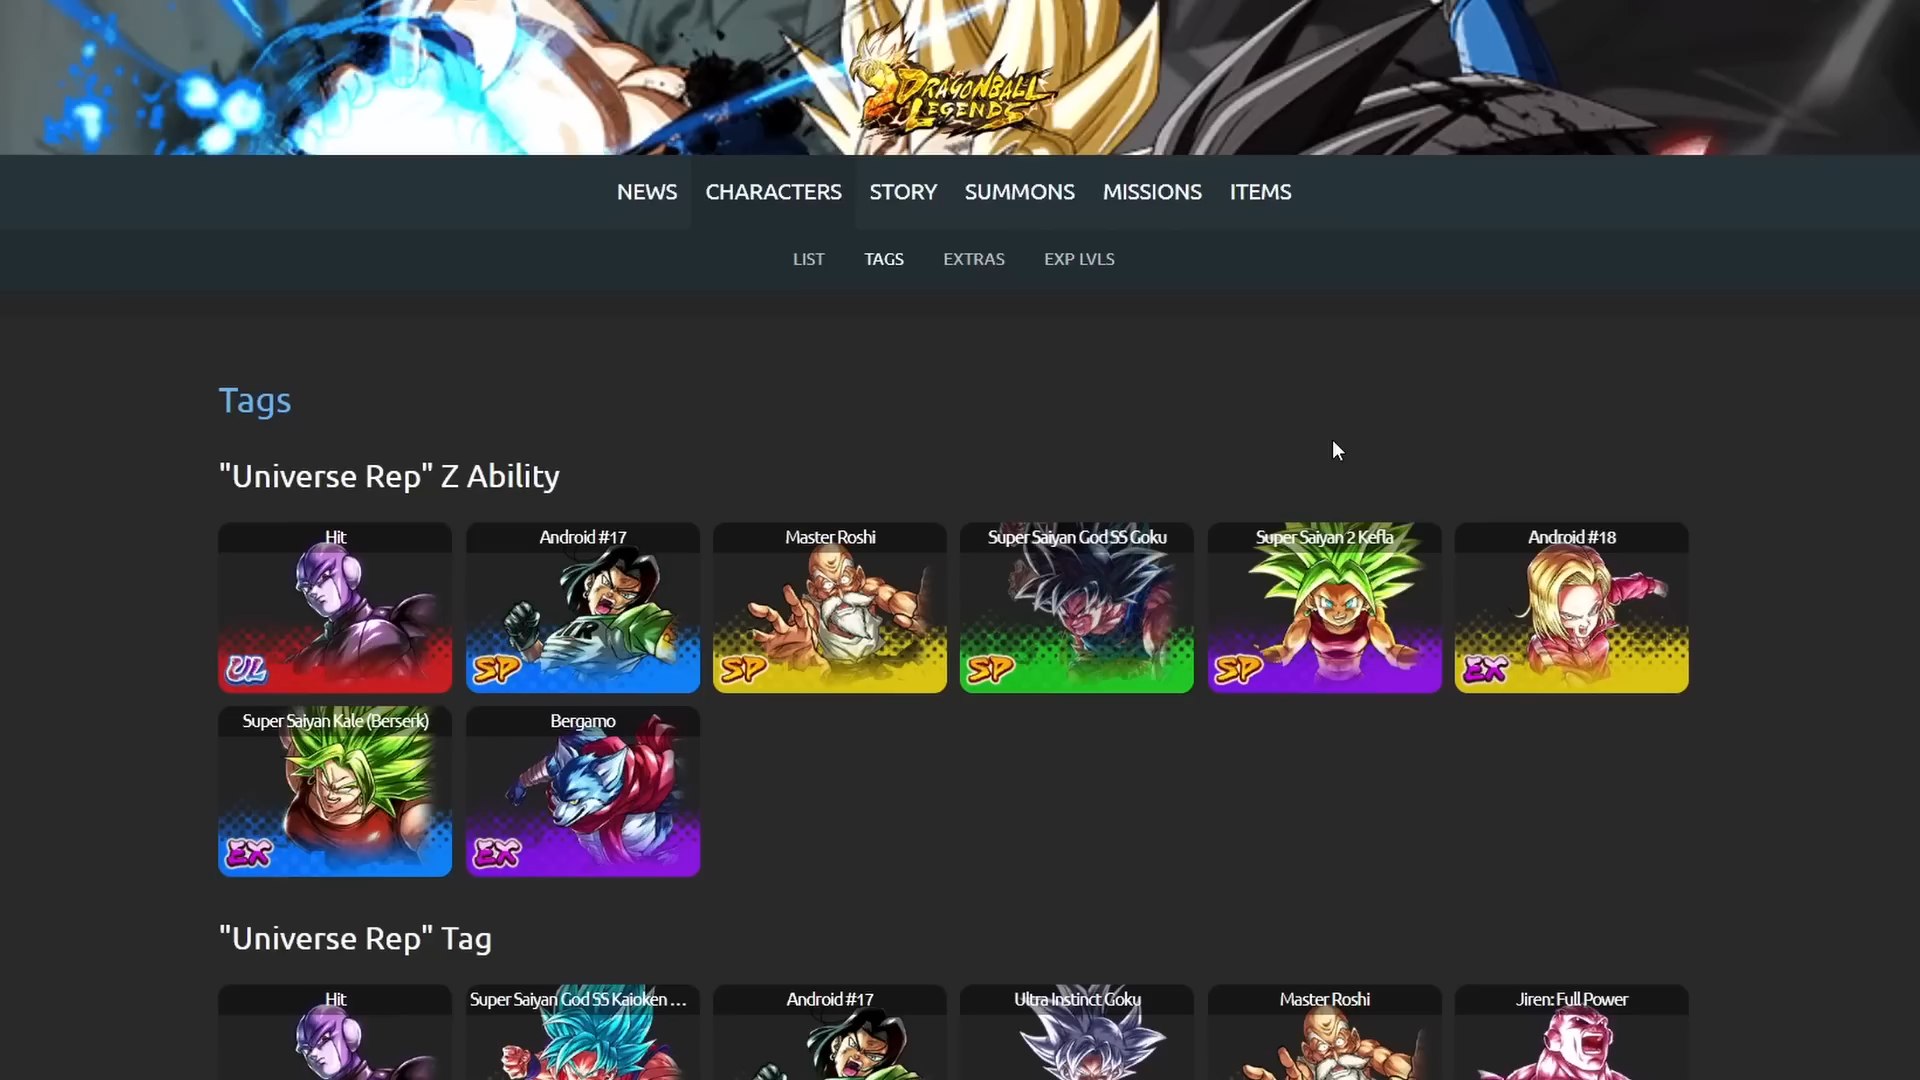 DRAGONBALL
LEGENDS
NEWS CHARACTERS STORY SUMMONS MISSIONS ITEMS
LIST TAGS EXTRAS EXP LVLS
Tags
"Universe Rep" Z Ability
Hit Android #17 Master Roshi Super Saiyan God SS Goku Super Saiyan 2 Kefla Android #18
UL SP SP SP SP EX
Super Saiyan Kale (Berserk) Bergamo
EX EX
"Universe Rep" Tag
Hit Super Saiyan God SS Kaioken ... Android #17 Ultra Instinct Goku Master Roshi Jiren: Full Power